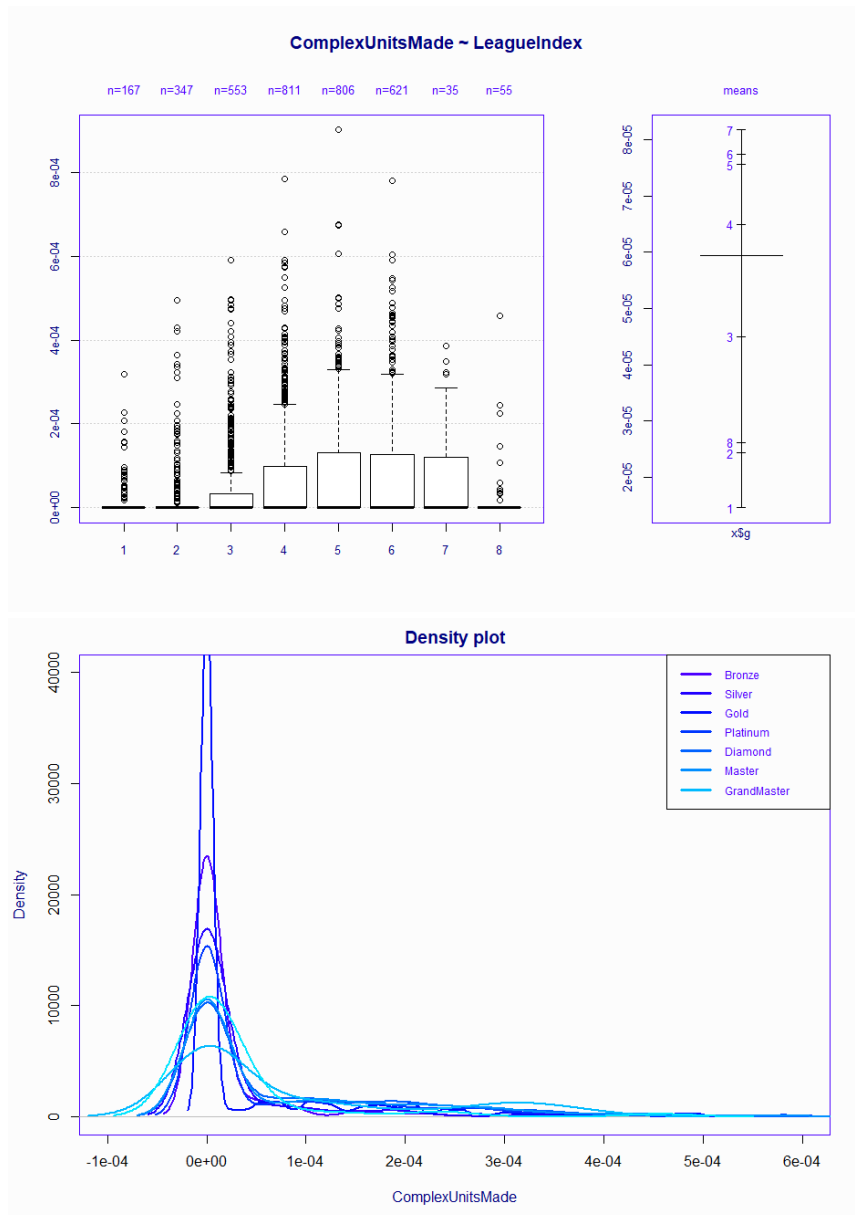 ComplexUnitsMade ~ LeagueIndex
n=167 n=347 n=553 n=811 n=806 n=621 n=35 n=55
0e+00 2e-04 4e-04 6e-04 8e-04
1 2 3 4 5 6 7 8
means
2e-05 3e-05 4e-05 5e-05 6e-05 7e-05 8e-05
7
6
5
4
3
8
2
1
x$g
Density plot
Density
40000
30000
20000
10000
0
Bronze
Silver
Gold
Platinum
Diamond
Master
GrandMaster
-1e-04 0e+00 1e-04 2e-04 3e-04 4e-04 5e-04 6e-04
ComplexUnitsMade